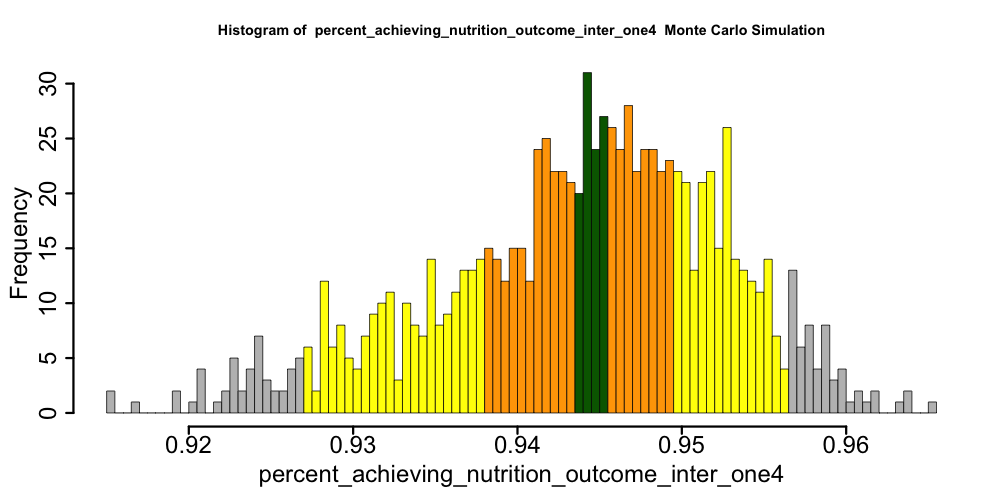 Histogram of percent_achieving_nutrition_outcome_inter_one4 Monte Carlo Simulation
Frequency
30
25
20
15
10
5
0
0.92 0.93 0.94 0.95 0.96
percent_achieving_nutrition_outcome_inter_one4